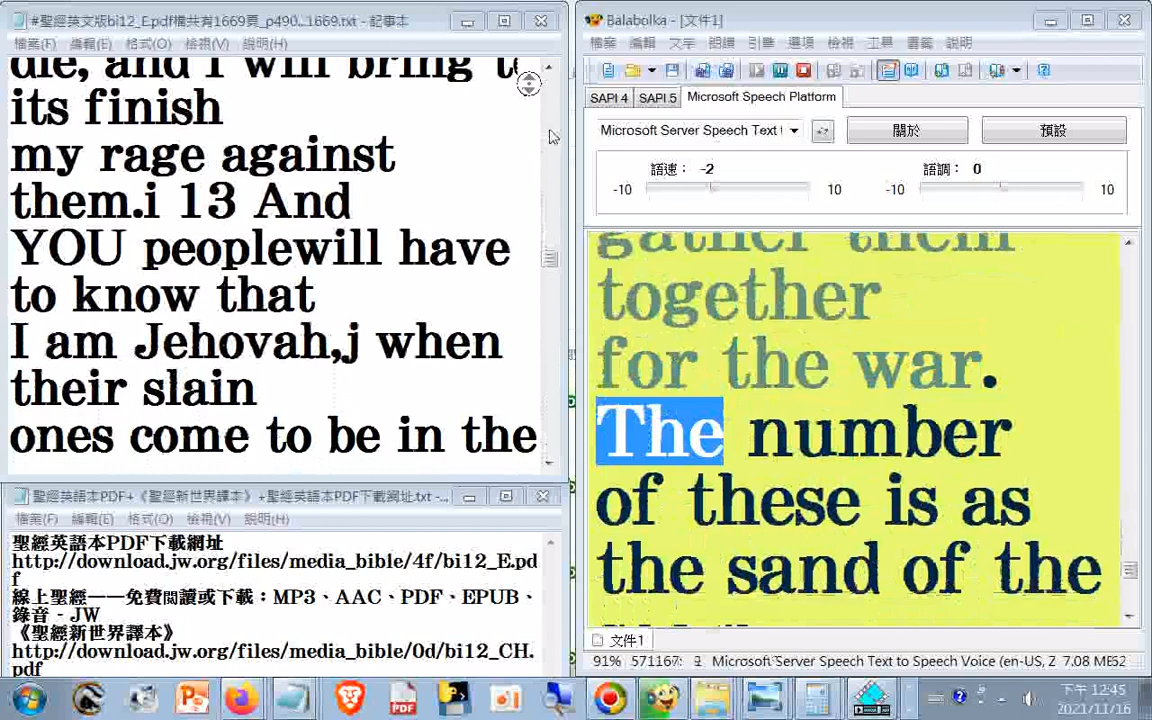 #聖經英文版bi12_E.pdf檔共有1669頁_p490...1669.txt - 記事本
檔案(F) 編輯(E) 格式(O) 檢視(V) 說明(H)
die, and I will bring to
its finish
my rage against
them.i 13 And
YOU peoplewill have
to know that
I am Jehovah,j when
their slain
ones come to be in the
聖經英語本PDF+《聖經新世界譯本》+聖經英語本PDF下載網址.txt -...
檔案(F) 編輯(E) 格式(O) 檢視(V) 說明(H)
聖經英語本PDF下載網址
http://download.jw.org/files/media_bible/4f/bi12_E.pd
f
線上聖經——免費閱讀或下載：MP3、AAC、PDF、EPUB、
錄音 - JW
《聖經新世界譯本》
http://download.jw.org/files/media_bible/0d/bi12_CH.
pdf
Balabolka - [文件1]
檔案 編輯 文字 朗讀 引擎 選項 檢視 工具 書籤 說明
SAPI 4 SAPI 5 Microsoft Speech Platform
Microsoft Server Speech Text 關於 預設
語速： -2 語調： 0
-10 10 -10 10
gather them
together
for the war.
The number
of these is as
the sand of the
文件1
91% 571167: Microsoft Server Speech Text to Speech Voice (en-US, Z 7.08 ME52
PDF
下午 12:45
2021/11/16